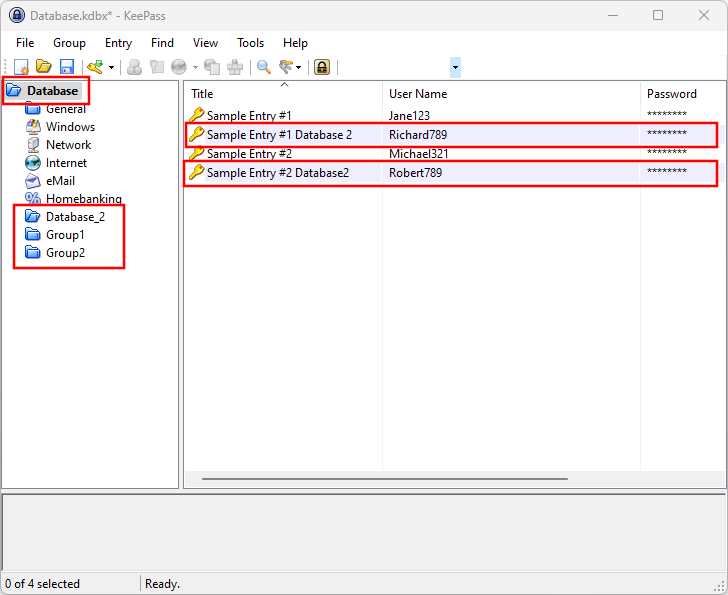 Database.kdbx* - KeePass
File Group Entry Find View Tools Help
Database
General
Windows
Network
Internet
eMail
Homebanking
Database_2
Group1
Group2
Title User Name Password
Sample Entry #1 Jane123 ********
Sample Entry #1 Database 2 Richard789 ********
Sample Entry #2 Michael321 ********
Sample Entry #2 Database2 Robert789 ********
0 of 4 selected Ready.